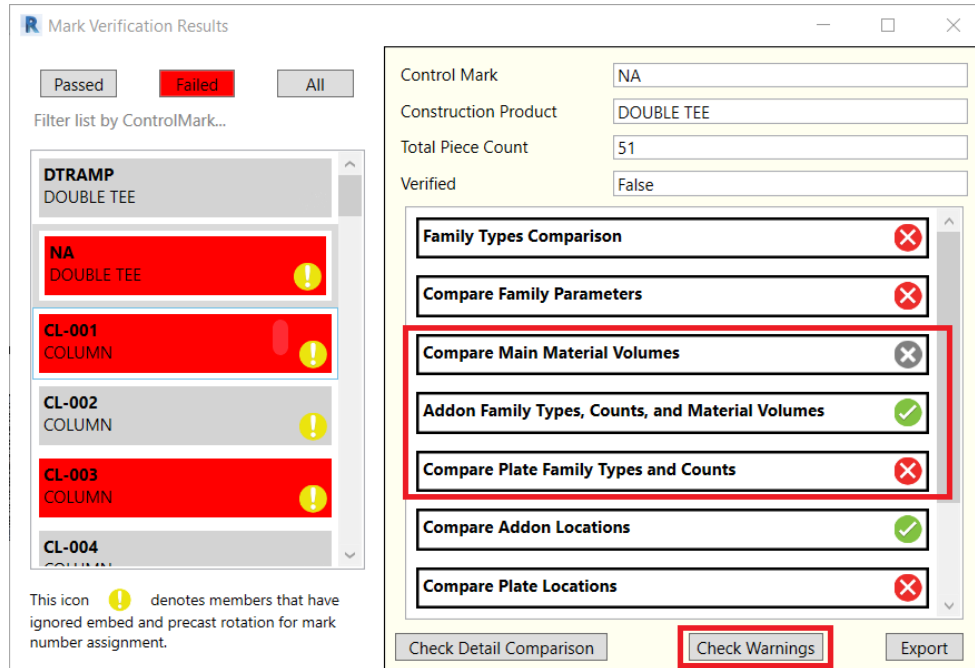 Mark Verification Results
Passed
Failed
All
Filter list by ControlMark...
DTRAMP
DOUBLE TEE
NA
DOUBLE TEE
CL-001
COLUMN
CL-002
COLUMN
CL-003
COLUMN
CL-004
This icon denotes members that have
ignored embed and precast rotation for mark
number assignment.
Control Mark NA
Construction Product DOUBLE TEE
Total Piece Count 51
Verified False
Family Types Comparison
Compare Family Parameters
Compare Main Material Volumes
Addon Family Types, Counts, and Material Volumes
Compare Plate Family Types and Counts
Compare Addon Locations
Compare Plate Locations
Check Detail Comparison
Check Warnings
Export